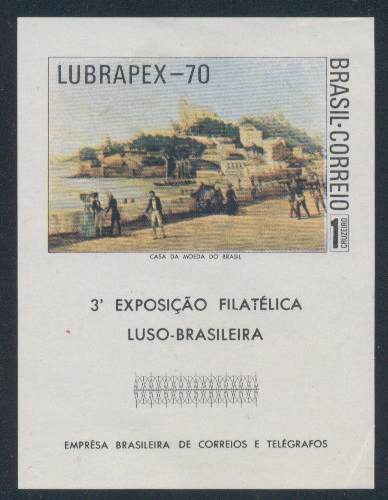 LUBRAPEX-70
BRASIL·CORREIO
1 CRUZEIRO
CASA DA MOEDA DO BRASIL
3ª EXPOSIÇÃO FILATÉLICA
LUSO-BRASILEIRA
EMPRÊSA BRASILEIRA DE CORREIOS E TELÉGRAFOS